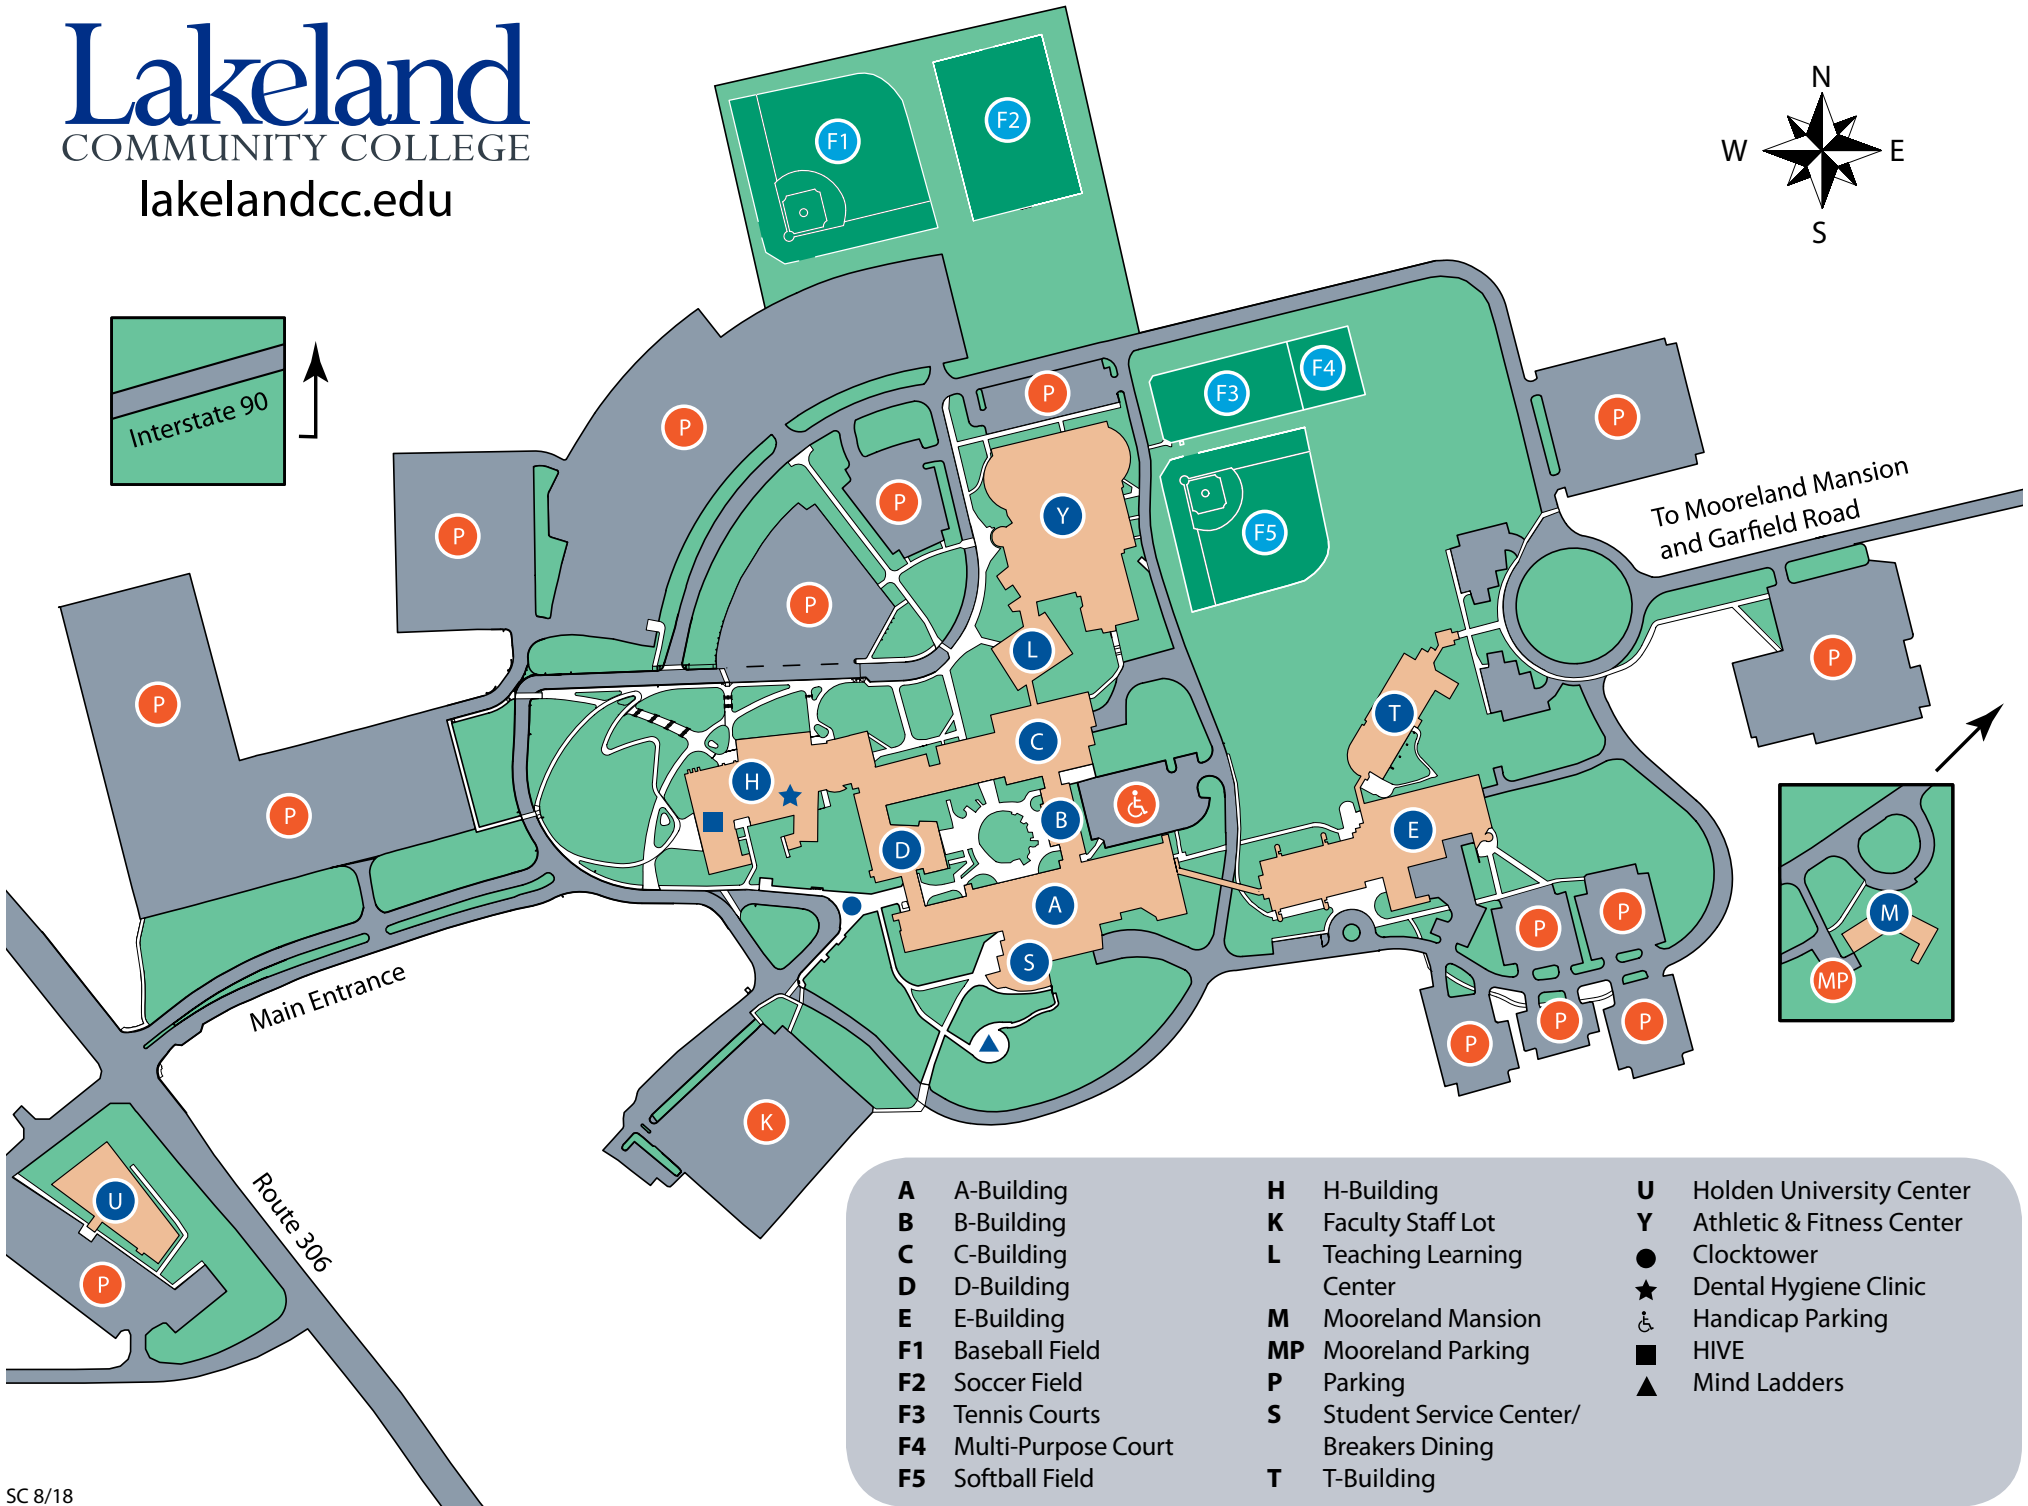 Lakeland
COMMUNITY COLLEGE
lakelandcc.edu
N
W E
S
F1
F2
Interstate 90
F3
F4
P
P
P
P
P
P
Y
F5
To Mooreland Mansion
and Garfield Road
P
L
P
P
T
C
H
P
B
E
D
A
M
P
P
S
MP
Main Entrance
P
P
P
K
U
P
Route 306
A A-Building
B B-Building
C C-Building
D D-Building
E E-Building
F1 Baseball Field
F2 Soccer Field
F3 Tennis Courts
F4 Multi-Purpose Court
F5 Softball Field
H H-Building
K Faculty Staff Lot
L Teaching Learning
Center
M Mooreland Mansion
MP Mooreland Parking
P Parking
S Student Service Center/
Breakers Dining
T T-Building
U Holden University Center
Y Athletic & Fitness Center
Clocktower
Dental Hygiene Clinic
Handicap Parking
HIVE
Mind Ladders
SC 8/18